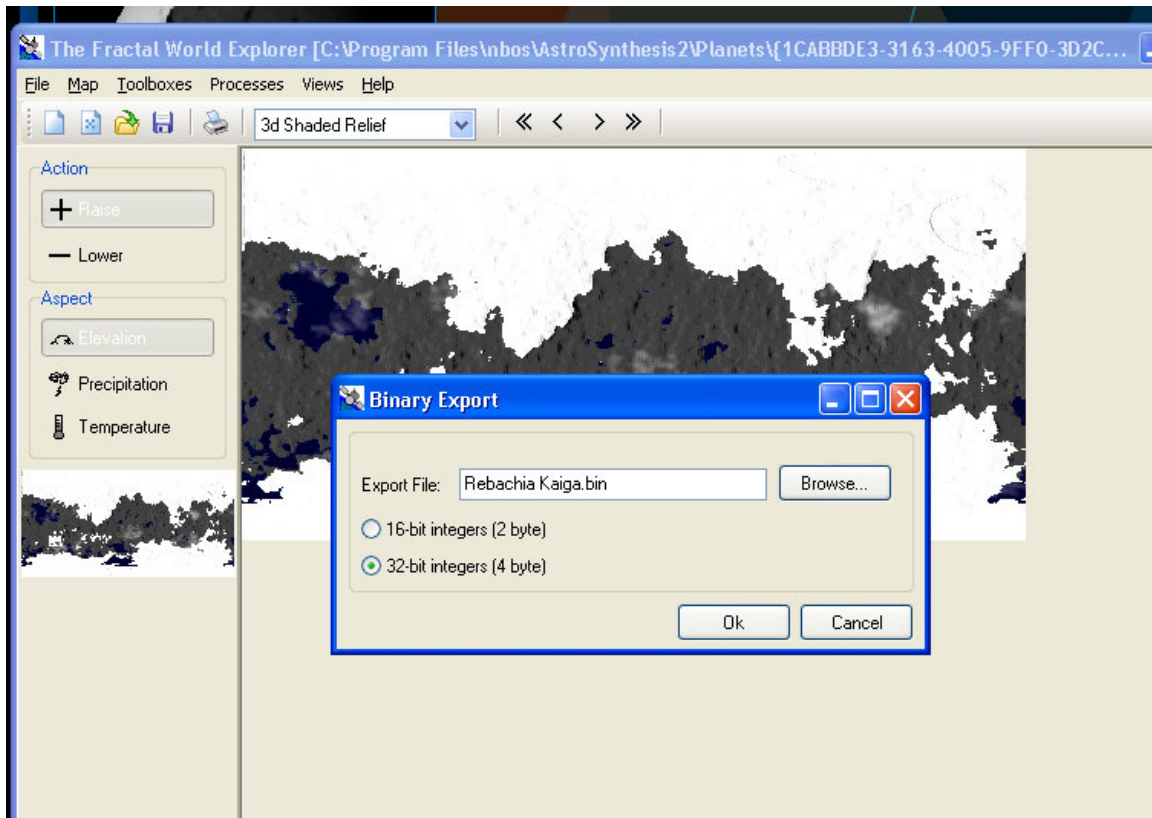 The Fractal World Explorer [C:\Program Files\nbos\AstroSynthesis2\Planets\{1CABBDE3-3163-4005-9FF0-3D2C...
File Map Toolboxes Processes Views Help
3d Shaded Relief
Action
Raise
Lower
Aspect
Elevation
Precipitation
Temperature
Binary Export
Export File: Rebachia Kaiga.bin Browse...
16-bit integers (2 byte)
32-bit integers (4 byte)
Ok Cancel